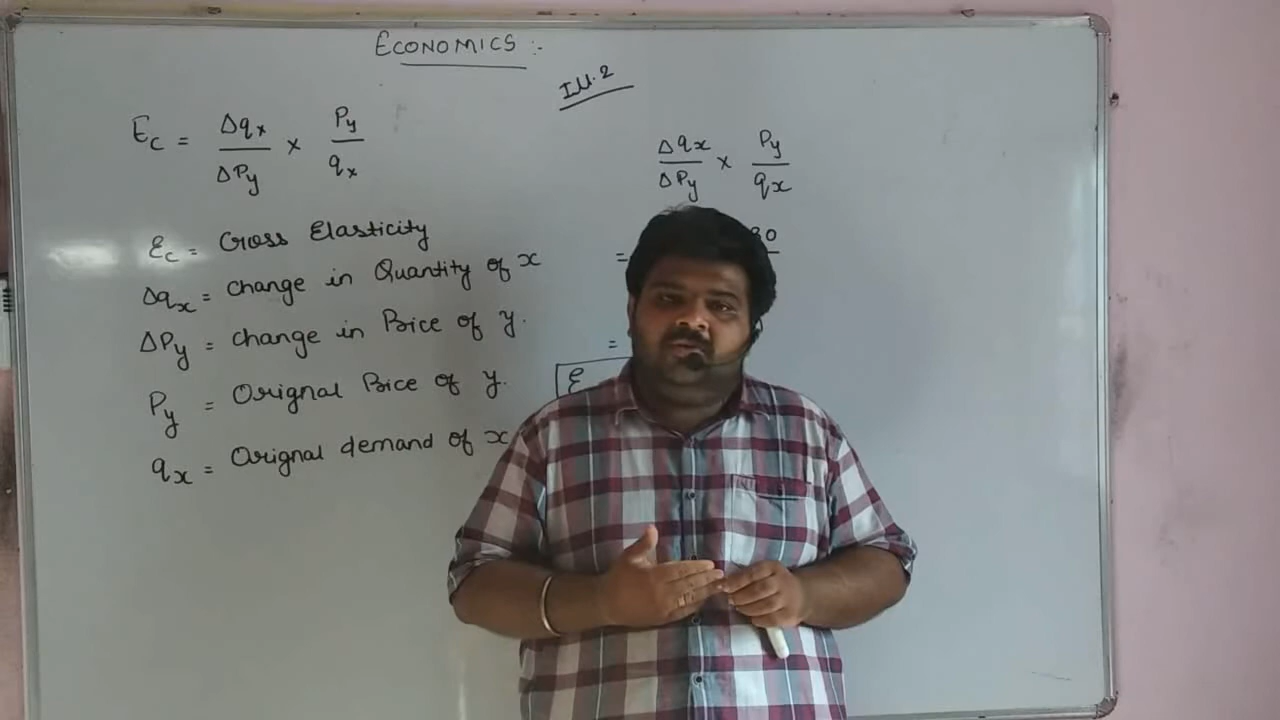 ECONOMICS :-
Ill. 2
Ec = Δqx / ΔPy × Py / qx
Ec = Cross Elasticity
Δqx = change in Quantity of x
ΔPy = change in Price of y.
Py = Orignal Price of y.
qx = Orignal demand of x
Δqx / ΔPy × Py / qx
=
=
E